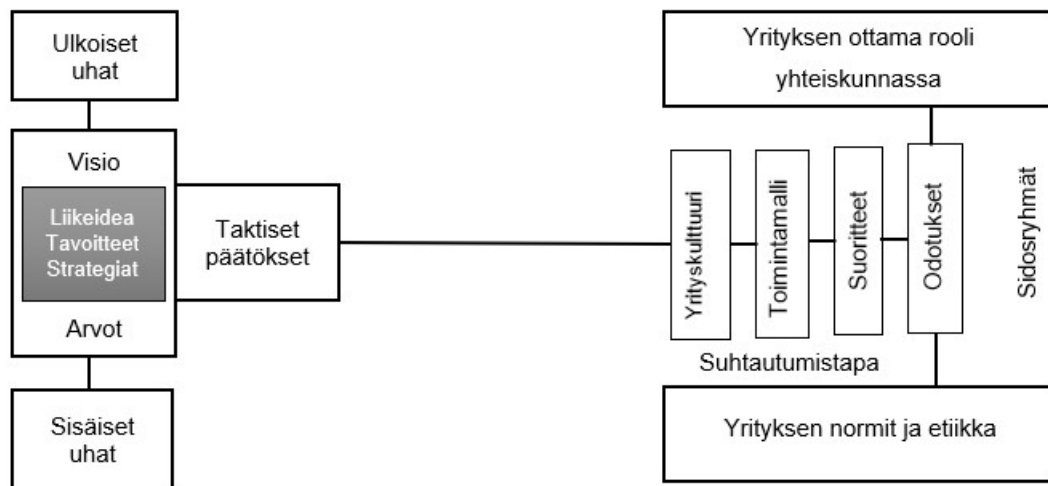 Ulkoiset
uhat
Visio
Liikeidea
Tavoitteet
Strategiat
Arvot
Sisäiset
uhat
Taktiset
päätökset
Yrityksen ottama rooli
yhteiskunnassa
Yrityskulttuuri
Toimintamalli
Suoritteet
Odotukset
Sidosryhmät
Suhtautumistapa
Yrityksen normit ja etiikka